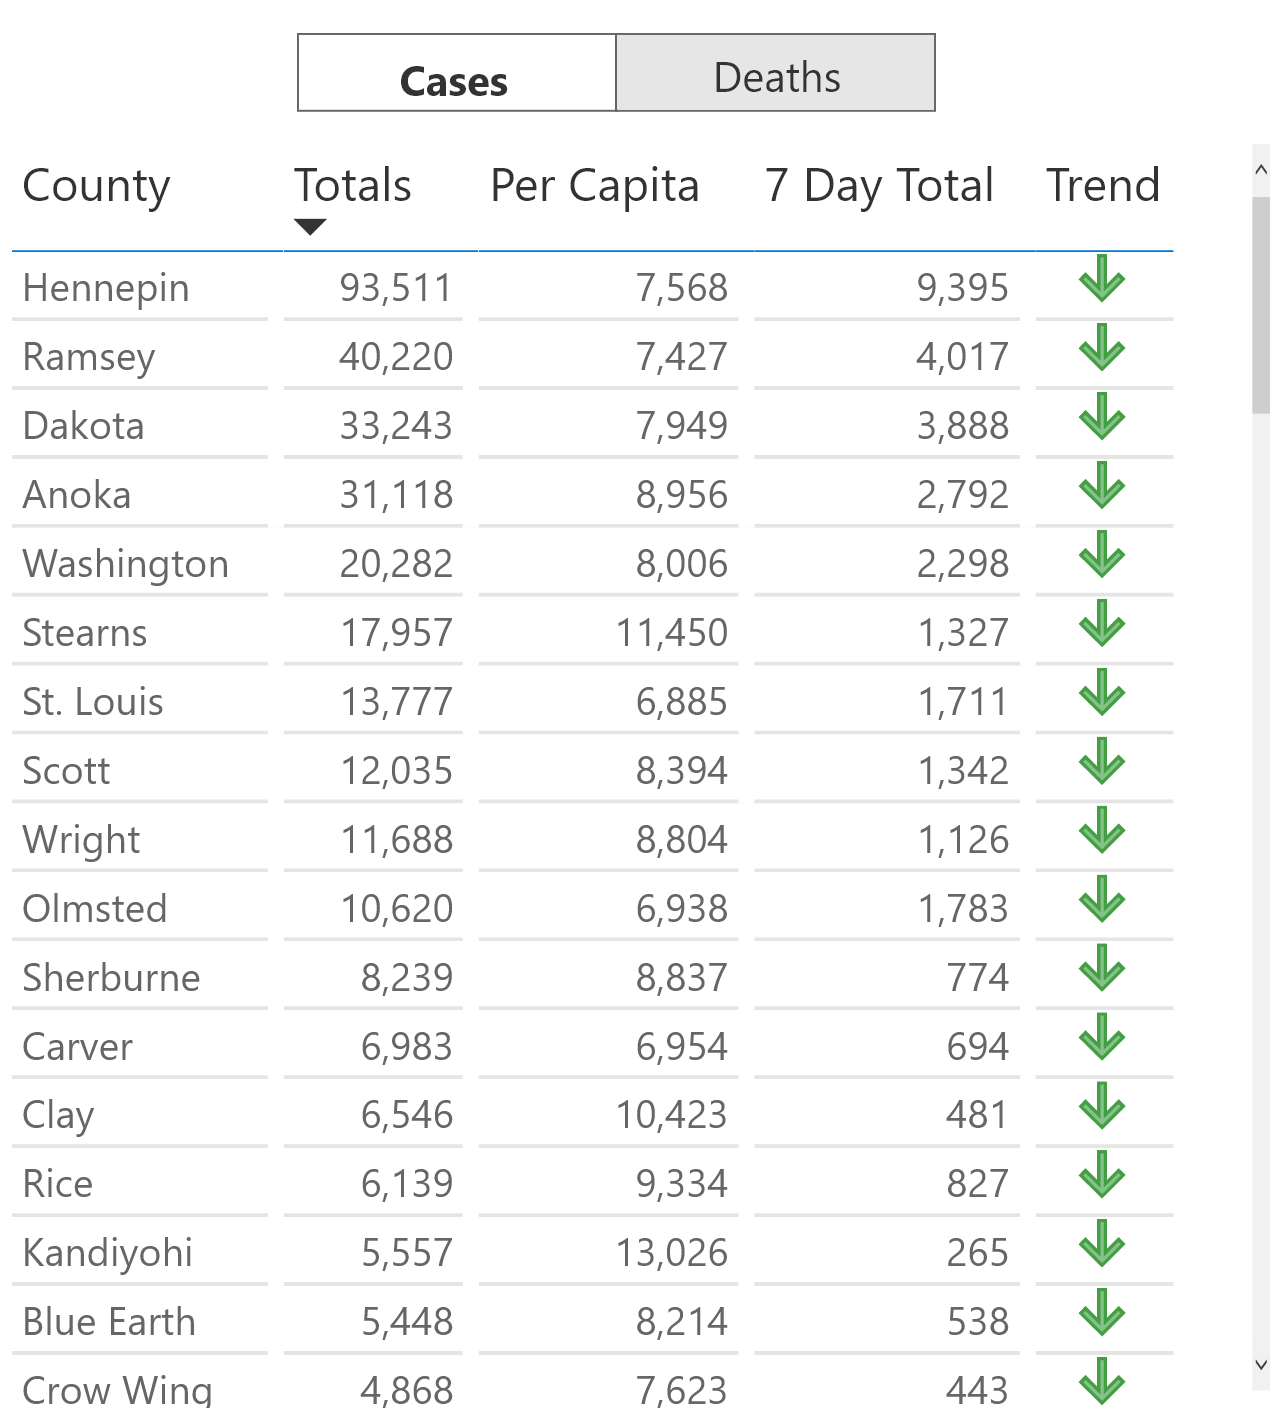 Cases Deaths
County Totals Per Capita 7 Day Total Trend
Hennepin 93,511 7,568 9,395
Ramsey 40,220 7,427 4,017
Dakota 33,243 7,949 3,888
Anoka 31,118 8,956 2,792
Washington 20,282 8,006 2,298
Stearns 17,957 11,450 1,327
St. Louis 13,777 6,885 1,711
Scott 12,035 8,394 1,342
Wright 11,688 8,804 1,126
Olmsted 10,620 6,938 1,783
Sherburne 8,239 8,837 774
Carver 6,983 6,954 694
Clay 6,546 10,423 481
Rice 6,139 9,334 827
Kandiyohi 5,557 13,026 265
Blue Earth 5,448 8,214 538
Crow Wing 4,868 7,623 443